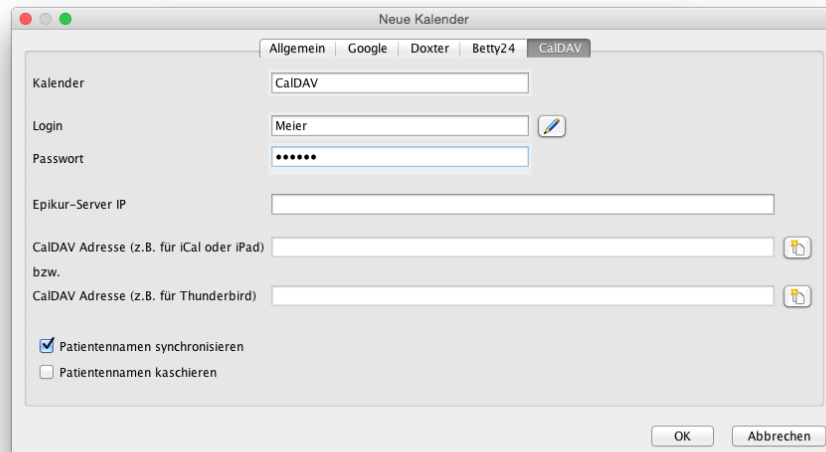 Neue Kalender
Allgemein Google Doxter Betty24 CalDAV
Kalender CalDAV
Login Meier
Passwort ••••••
Epikur-Server IP
CalDAV Adresse (z.B. für iCal oder iPad)
bzw.
CalDAV Adresse (z.B. für Thunderbird)
Patientennamen synchronisieren
Patientennamen kaschieren
OK Abbrechen